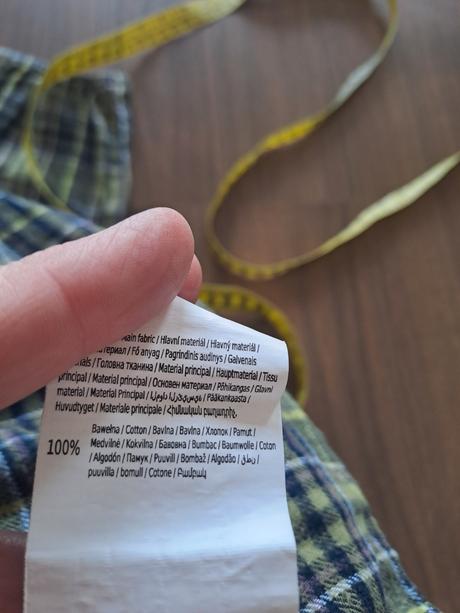 Main fabric / Hlavní materiál / Hlavný materiál /
материал / Fő anyag / Pagrindinis audinys / Galvenais
materials / Головна тканина / Material principal / Hauptmaterial / Tissu
principal / Material principal / Основен материал / Põhikangas / Glavni
material / Material Principal / المواد الرئيسية / Pääkankaasta /
Huvudtyget / Materiale principale / Հիմնական բաղադրիչ.
Bawełna / Cotton / Bavlna / Bavlna / Хлопок / Pamut /
Medvilnė / Kokvilna / Бавовна / Bumbac / Baumwolle / Coton
100% / Algodón / Памук / Puuvill / Bombaž / Algodão / قطن /
puuvilla / bomull / Cotone / Բամբակ